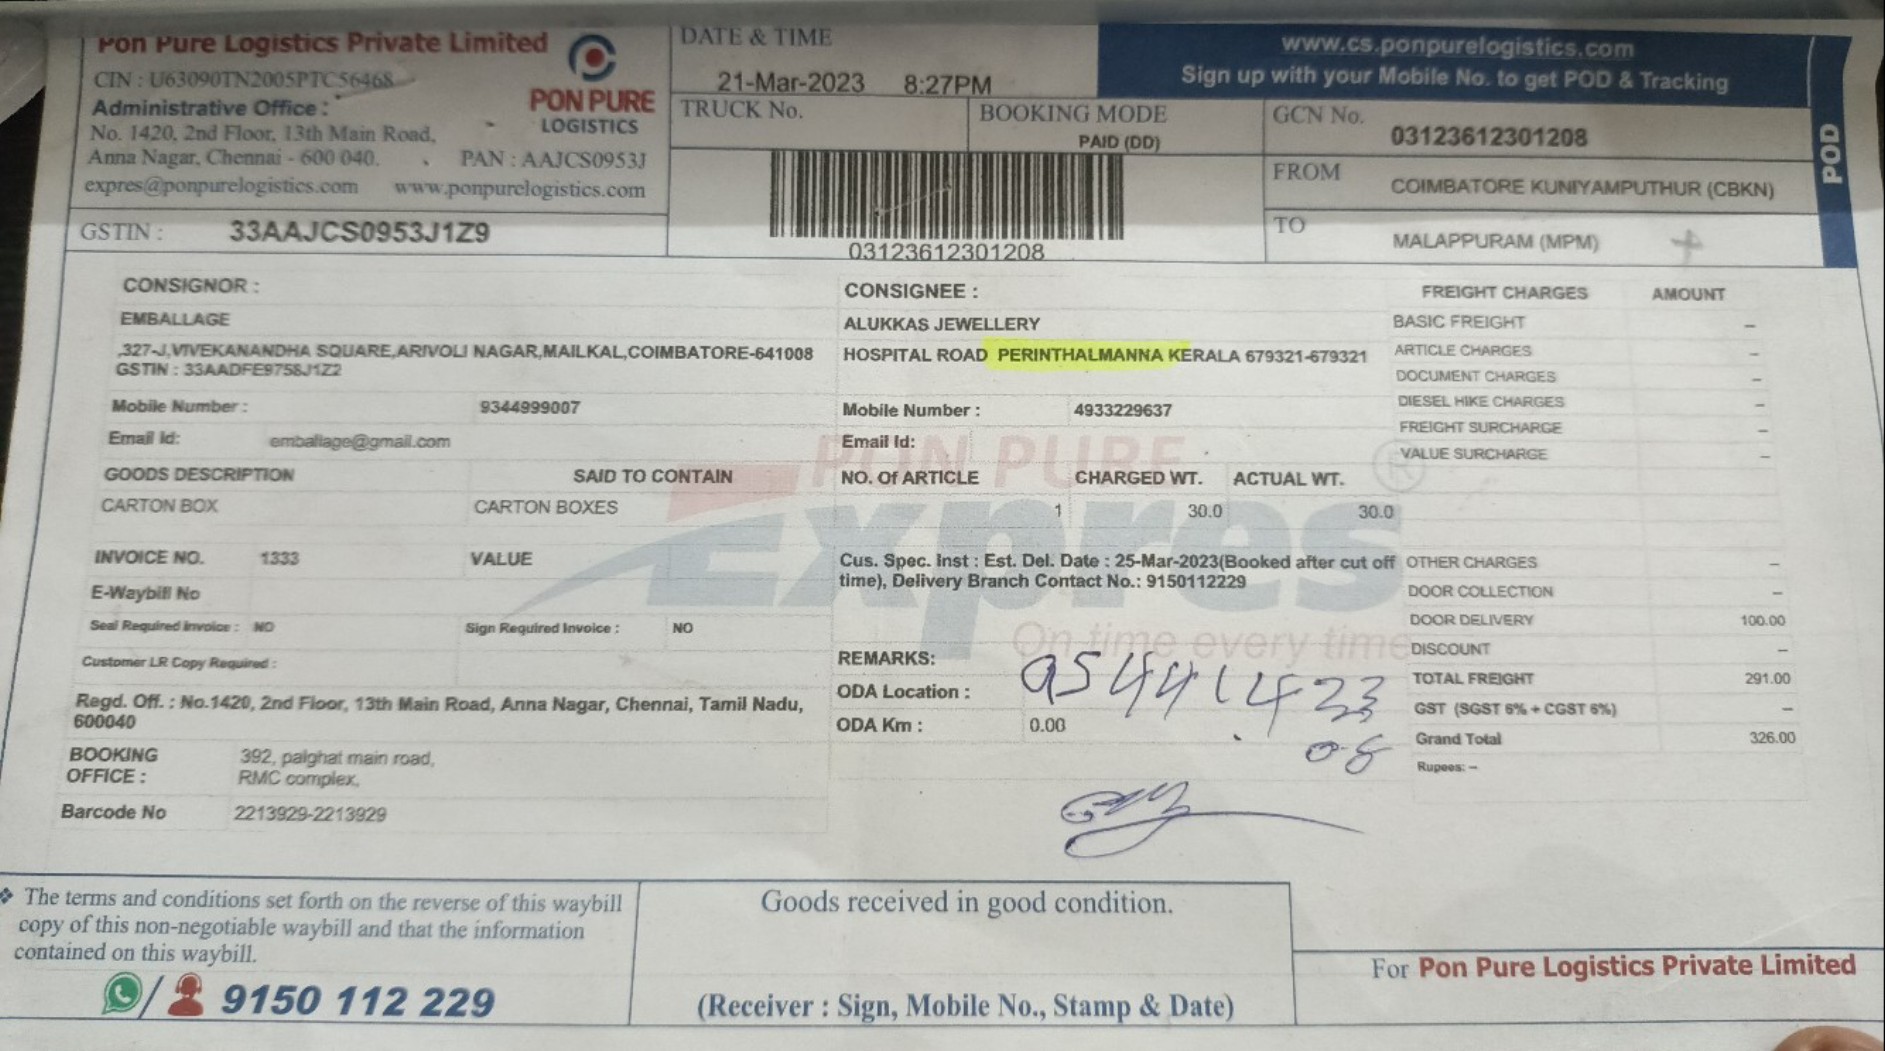 Pon Pure Logistics Private Limited
CIN : U63090TN2005PTC56468
Administrative Office :
No. 1420, 2nd Floor, 13th Main Road,
Anna Nagar, Chennai - 600 040. PAN : AAJCS0953J
expres@ponpurelogistics.com www.ponpurelogistics.com
PON PURE
LOGISTICS
GSTIN : 33AAJCS0953J1Z9
DATE & TIME
21-Mar-2023 8:27PM
TRUCK No.
BOOKING MODE
PAID (DD)
03123612301208
www.cs.ponpurelogistics.com
Sign up with your Mobile No. to get POD & Tracking
POD
GCN No. 03123612301208
FROM COIMBATORE KUNIYAMPUTHUR (CBKN)
TO MALAPPURAM (MPM)
CONSIGNOR :
EMBALLAGE
,327-J,VIVEKANANDHA SQUARE,ARIVOLI NAGAR,MAILKAL,COIMBATORE-641008
GSTIN : 33AADFE9758J1Z2
Mobile Number : 9344999007
Email Id: emballage@gmail.com
CONSIGNEE :
ALUKKAS JEWELLERY
HOSPITAL ROAD PERINTHALMANNA KERALA 679321-679321
Mobile Number : 4933229637
Email Id:
FREIGHT CHARGES AMOUNT
BASIC FREIGHT –
ARTICLE CHARGES –
DOCUMENT CHARGES –
DIESEL HIKE CHARGES –
FREIGHT SURCHARGE –
VALUE SURCHARGE –
PON PURE
Expres
®
On time every time
GOODS DESCRIPTION SAID TO CONTAIN NO. Of ARTICLE CHARGED WT. ACTUAL WT.
CARTON BOX CARTON BOXES 1 30.0 30.0
INVOICE NO. 1333 VALUE
E-Waybill No
Seal Required Invoice : NO Sign Required Invoice : NO
Customer LR Copy Required :
Cus. Spec. Inst : Est. Del. Date : 25-Mar-2023(Booked after cut off
time), Delivery Branch Contact No.: 9150112229
OTHER CHARGES –
DOOR COLLECTION –
DOOR DELIVERY 100.00
DISCOUNT –
TOTAL FREIGHT 291.00
GST (SGST 6% + CGST 6%) –
Grand Total 326.00
Rupees: –
REMARKS:
ODA Location :
ODA Km : 0.00
08
Regd. Off. : No.1420, 2nd Floor, 13th Main Road, Anna Nagar, Chennai, Tamil Nadu,
600040
BOOKING 392, palghat main road,
OFFICE : RMC complex,
Barcode No 2213929-2213929
❖ The terms and conditions set forth on the reverse of this waybill
copy of this non-negotiable waybill and that the information
contained on this waybill.
/ 9150 112 229
Goods received in good condition.
(Receiver : Sign, Mobile No., Stamp & Date)
For Pon Pure Logistics Private Limited